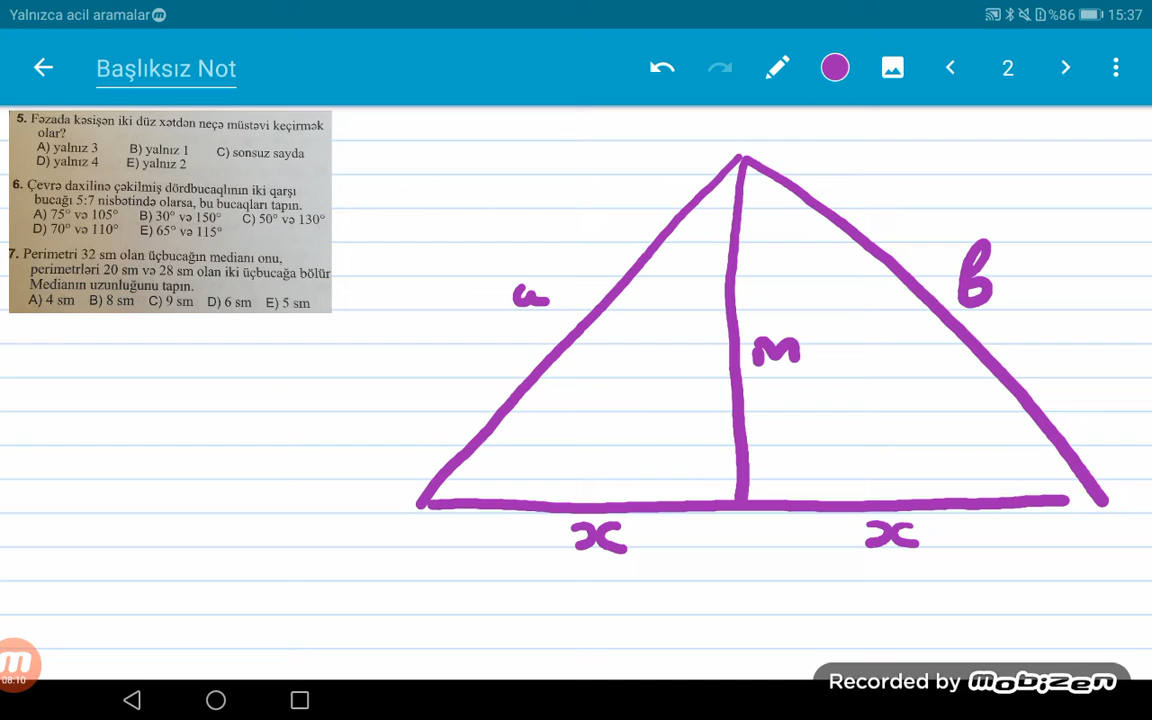 Yalnızca acil aramalar %86 15:37
Başlıksız Not 2
5. Fəzada kəsişən iki düz xətdən neçə müstəvi keçirmək
olar?
A) yalnız 3 B) yalnız 1 C) sonsuz sayda
D) yalnız 4 E) yalnız 2
6. Çevrə daxilinə çəkilmiş dördbucaqlının iki qarşı
bucağı 5:7 nisbətində olarsa, bu bucaqları tapın.
A) 75° və 105° B) 30° və 150° C) 50° və 130°
D) 70° və 110° E) 65° və 115°
7. Perimetri 32 sm olan üçbucağın medianı onu,
perimetrləri 20 sm və 28 sm olan iki üçbucağa bölür
Medianın uzunluğunu tapın.
A) 4 sm B) 8 sm C) 9 sm D) 6 sm E) 5 sm
a
B
m
x x
08:10
Recorded by mobizen